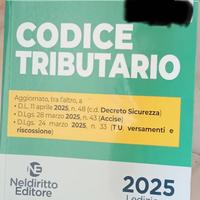 CODICE
TRIBUTARIO
Aggiornato, tra l'altro, a
• D.L. 11 aprile 2025, n. 48 (c.d. Decreto Sicurezza)
• D.Lgs. 28 marzo 2025, n. 43 (Accise)
• D.Lgs. 24 marzo 2025, n. 33 (T.U. versamenti e
riscossione)
NE
Neldiritto
Editore
2025